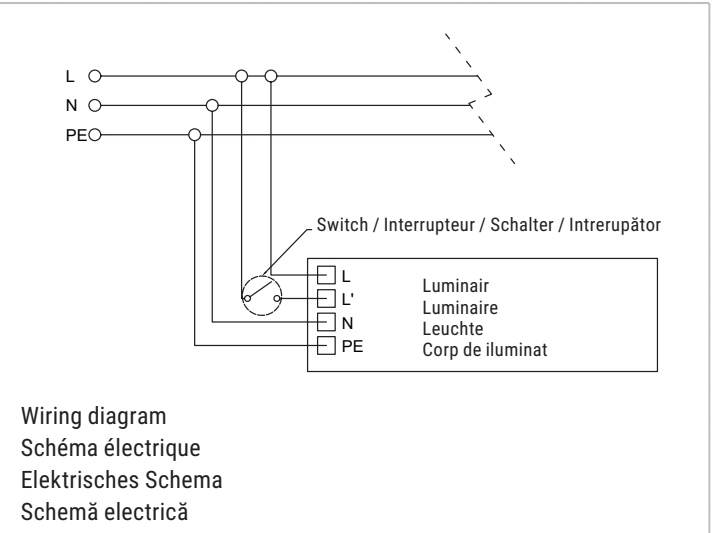 L
N
PE
Switch / Interrupteur / Schalter / Intrerupător
L
L'
N
PE
Luminair
Luminaire
Leuchte
Corp de iluminat
Wiring diagram
Schéma électrique
Elektrisches Schema
Schemă electrică